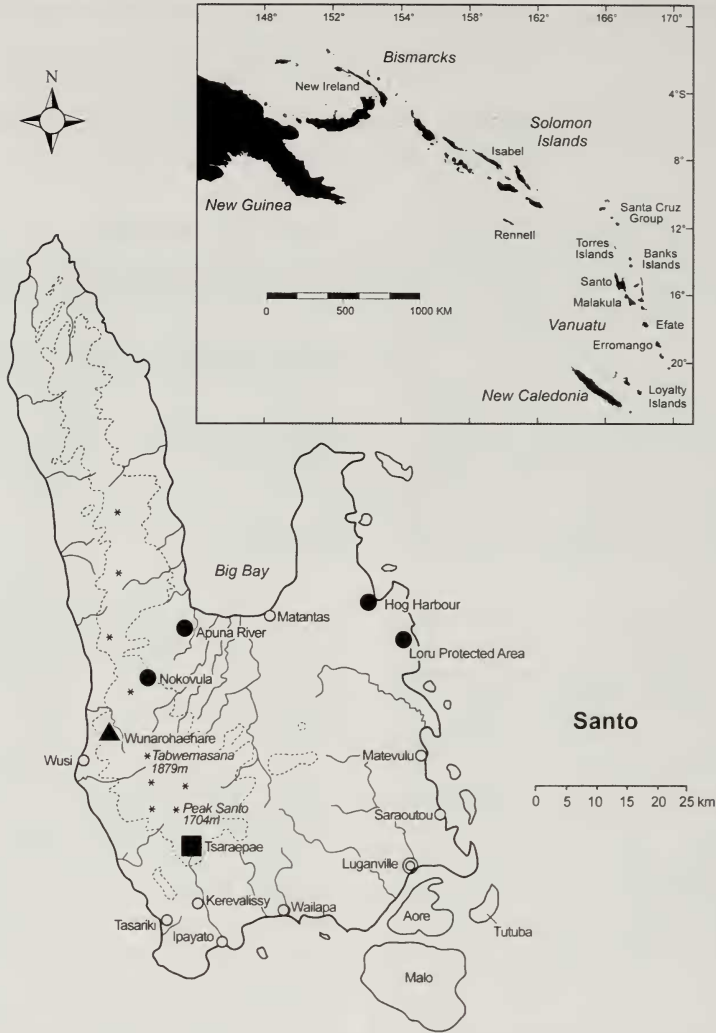 148°
152°
154°
158°
162°
166°
168°
Bismarcks
New Ireland
4°S
Solomon
Islands
Isabel
8°
New Guinea
Rennell
Santa Cruz
Group
12°
Torres
Islands
Banks
Islands
Santo
16°
Malakula
Vanuatu
Efate
Erromango
20°
New Caledonia
Loyalty
Islands
0
500
1000 KM
N
Big Bay
Matantas
Hog Harbour
Apuna River
Loru Protected Area
Nokovula
Santo
Wunarohaehare
Wusi
Tabwemasana
1879m
Matevulu
0 5 10 15 20 25 km
Peak Santo
1704m
Saraoutou
Tsaraepae
Luganville
Kerevalissy
Wailapa
Aore
Tasariki
Ipayato
Tutuba
Malo